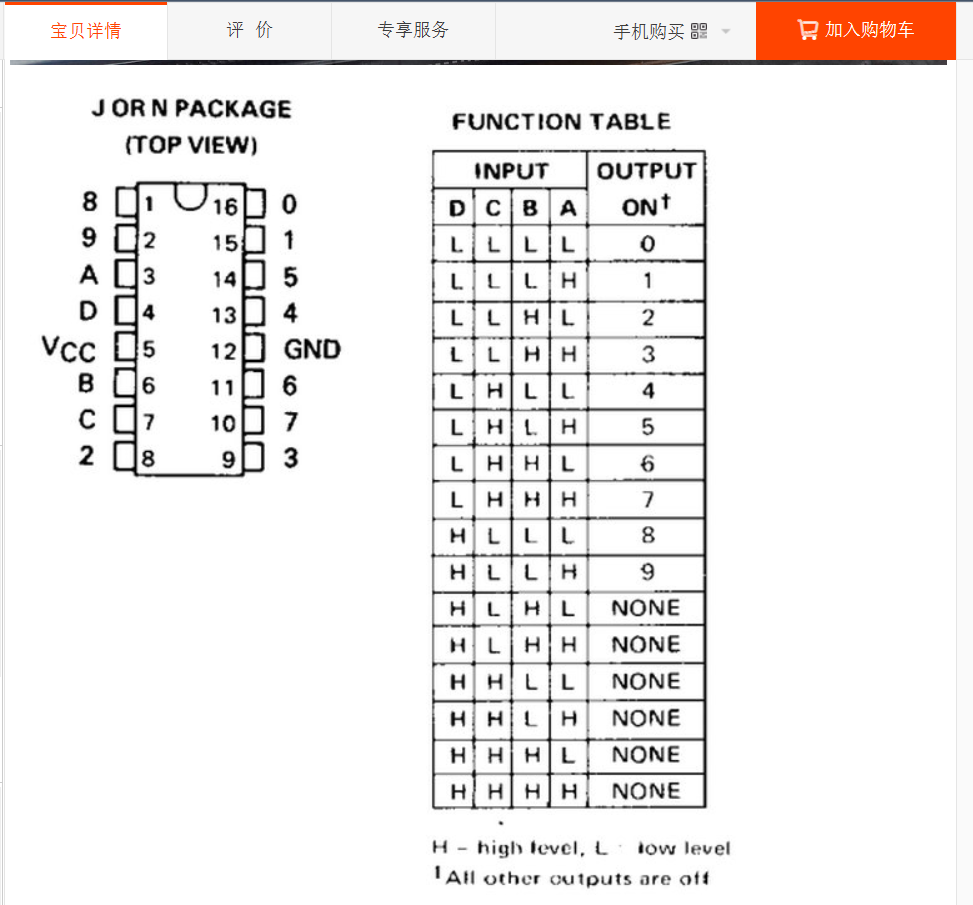 宝贝详情 评 价 专享服务 手机购买 加入购物车
J OR N PACKAGE
(TOP VIEW)
8 1 16 0
9 2 15 1
A 3 14 5
D 4 13 4
VCC 5 12 GND
B 6 11 6
C 7 10 7
2 8 9 3
FUNCTION TABLE
INPUT OUTPUT
D C B A ON†
L L L L 0
L L L H 1
L L H L 2
L L H H 3
L H L L 4
L H L H 5
L H H L 6
L H H H 7
H L L L 8
H L L H 9
H L H L NONE
H L H H NONE
H H L L NONE
H H L H NONE
H H H L NONE
H H H H NONE
H – high level, L - low level
†All other outputs are off